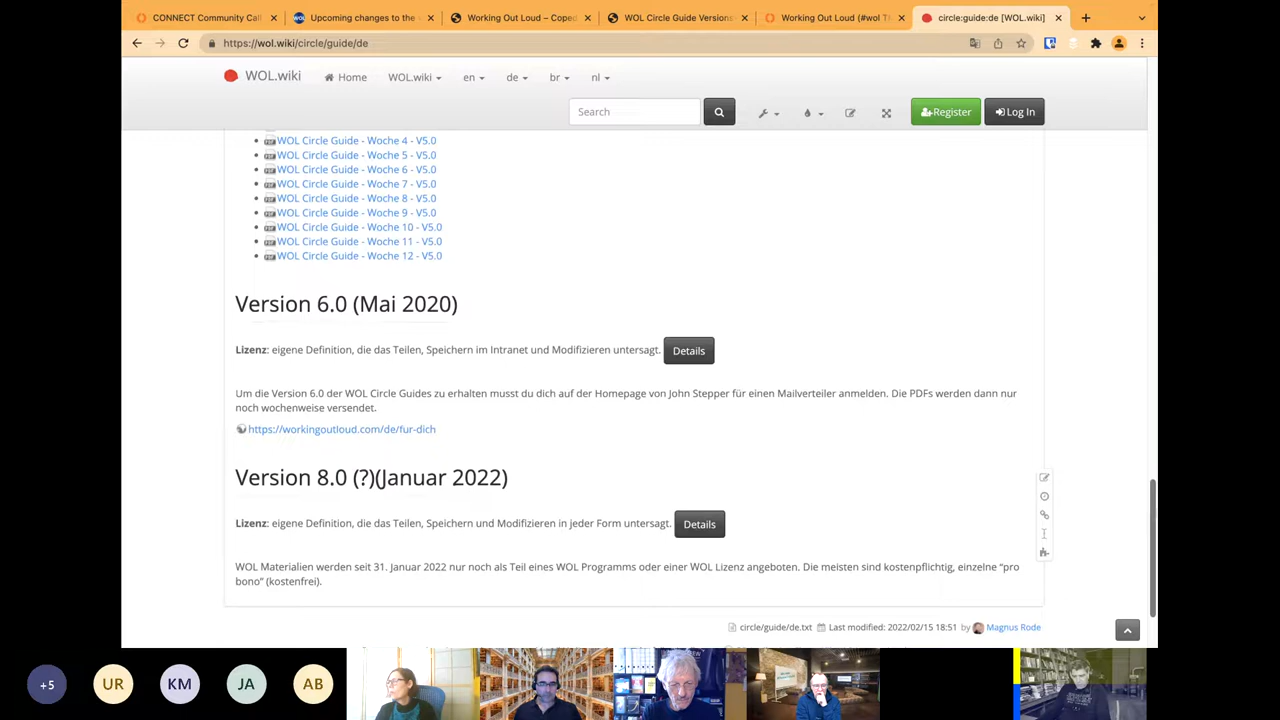 CONNECT Community Call
Upcoming changes to the
Working Out Loud – Coped
WOL Circle Guide Versions
Working Out Loud (#wol Th
circle:guide:de [WOL.wiki]
https://wol.wiki/circle/guide/de
WOL.wiki
Home
WOL.wiki
en
de
br
nl
Search
Register
Log In
WOL Circle Guide - Woche 4 - V5.0
WOL Circle Guide - Woche 5 - V5.0
WOL Circle Guide - Woche 6 - V5.0
WOL Circle Guide - Woche 7 - V5.0
WOL Circle Guide - Woche 8 - V5.0
WOL Circle Guide - Woche 9 - V5.0
WOL Circle Guide - Woche 10 - V5.0
WOL Circle Guide - Woche 11 - V5.0
WOL Circle Guide - Woche 12 - V5.0
Version 6.0 (Mai 2020)
Lizenz: eigene Definition, die das Teilen, Speichern im Intranet und Modifizieren untersagt. Details
Um die Version 6.0 der WOL Circle Guides zu erhalten musst du dich auf der Homepage von John Stepper für einen Mailverteiler anmelden. Die PDFs werden dann nur
noch wochenweise versendet.
https://workingoutloud.com/de/fur-dich
Version 8.0 (?)(Januar 2022)
Lizenz: eigene Definition, die das Teilen, Speichern und Modifizieren in jeder Form untersagt. Details
WOL Materialien werden seit 31. Januar 2022 nur noch als Teil eines WOL Programms oder einer WOL Lizenz angeboten. Die meisten sind kostenpflichtig, einzelne “pro
bono” (kostenfrei).
circle/guide/de.txt Last modified: 2022/02/15 18:51 by Magnus Rode
+5
UR
KM
JA
AB